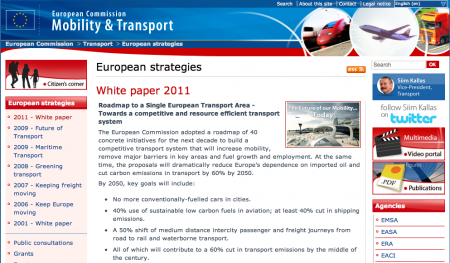 Search | About this site | Contact | Legal notice | English (en)
European Commission
Mobility & Transport
European Commission > Transport > European strategies
Citizen's corner
European strategies
2011 - White paper
2009 - Future of
Transport
2009 - Maritime
Transport
2008 - Greening
transport
2007 - Keeping freight
moving
2006 - Keep Europe
moving
2001 - White paper
Public consultations
Grants
European strategies
RSS
White paper 2011
Roadmap to a Single European Transport Area -
Towards a competitive and resource efficient transport
system
The Future of our Mobility...
Today!
The European Commission adopted a roadmap of 40
concrete initiatives for the next decade to build a
competitive transport system that will increase mobility,
remove major barriers in key areas and fuel growth and employment. At the same
time, the proposals will dramatically reduce Europe's dependence on imported oil and
cut carbon emissions in transport by 60% by 2050.
By 2050, key goals will include:
• No more conventionally-fuelled cars in cities.
• 40% use of sustainable low carbon fuels in aviation; at least 40% cut in shipping
emissions.
• A 50% shift of medium distance intercity passenger and freight journeys from
road to rail and waterborne transport.
• All of which will contribute to a 60% cut in transport emissions by the middle of the
century.
Search
OK
Siim Kallas
Vice-President,
Transport
follow Siim
Kallas on
twitter
Multimedia
Video portal
PDF
Publications
Agencies
EMSA
EASA
ERA
EACI